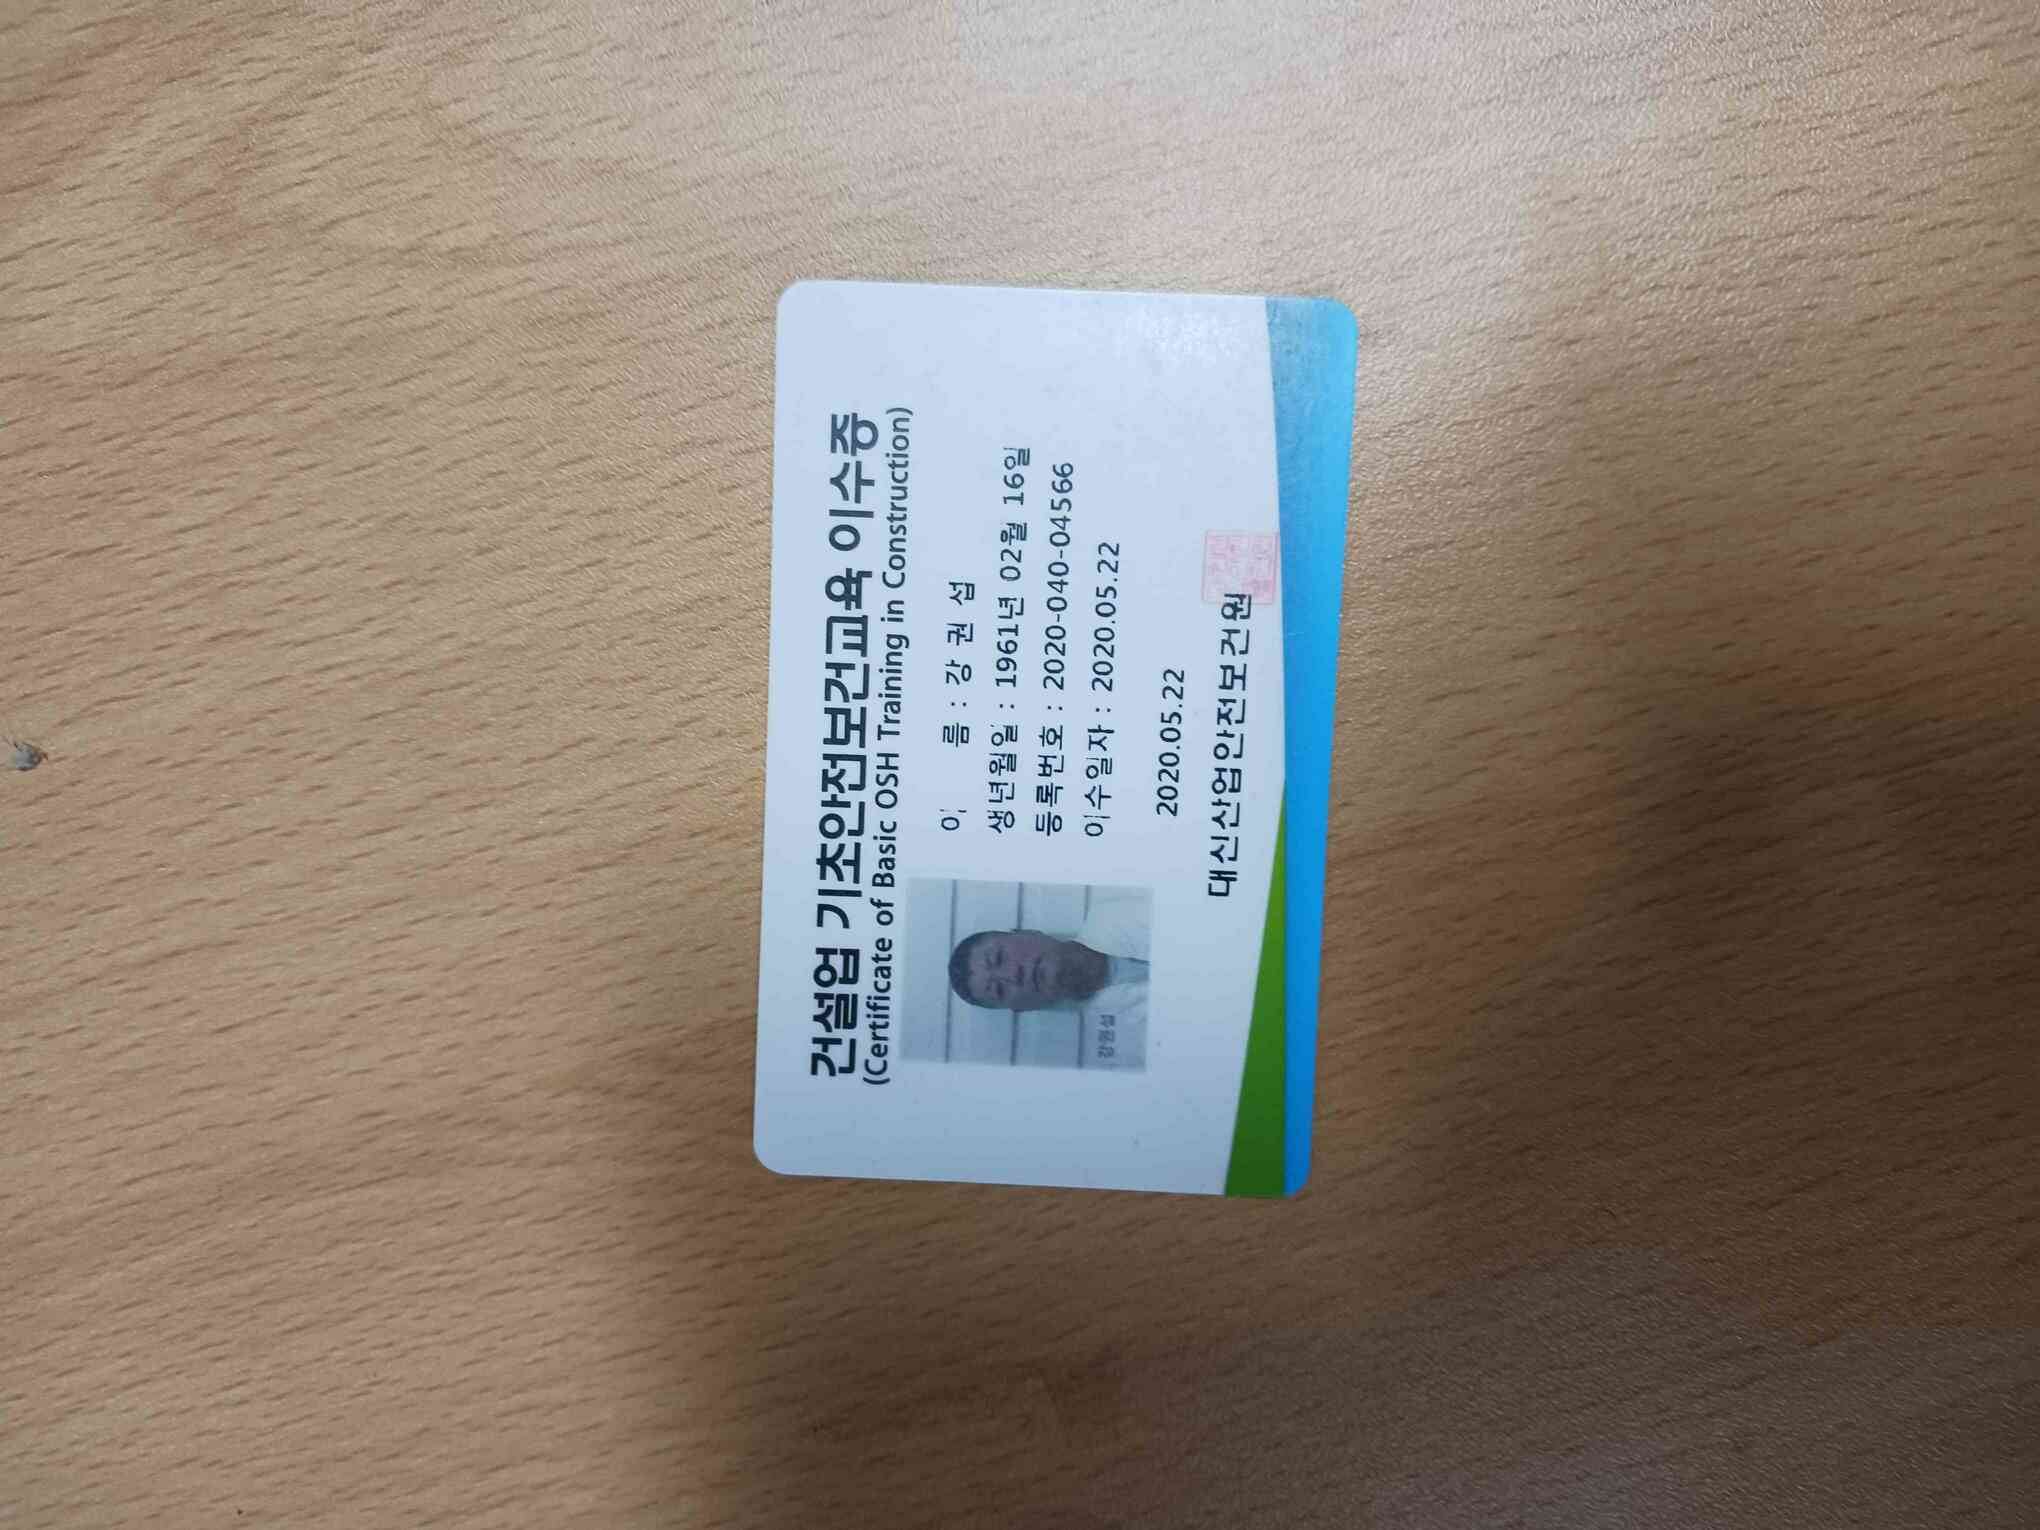 건설업 기초안전보건교육 이수증
(Certificate of Basic OSH Training in Construction)
이 름 : 강 권 섭
생년월일 : 1961년 02월 16일
등록번호 : 2020-040-04566
이수일자 : 2020.05.22
강권섭
2020.05.22
대신산업안전보건원